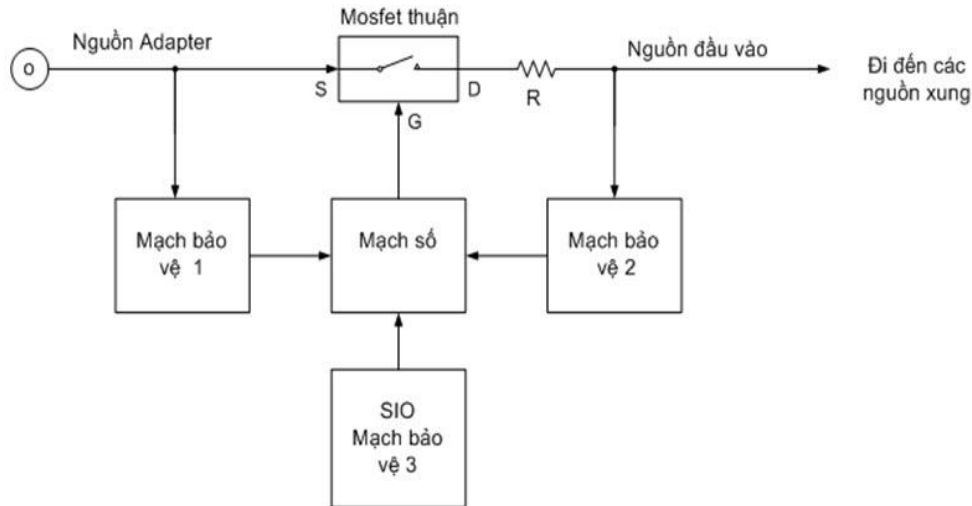 Mosfet thuận
Nguồn Adapter
Nguồn đầu vào
Đi đến các
nguồn xung
O
S
D
R
G
Mạch bảo
vệ 1
Mạch số
Mạch bảo
vệ 2
SIO
Mạch bảo
vệ 3